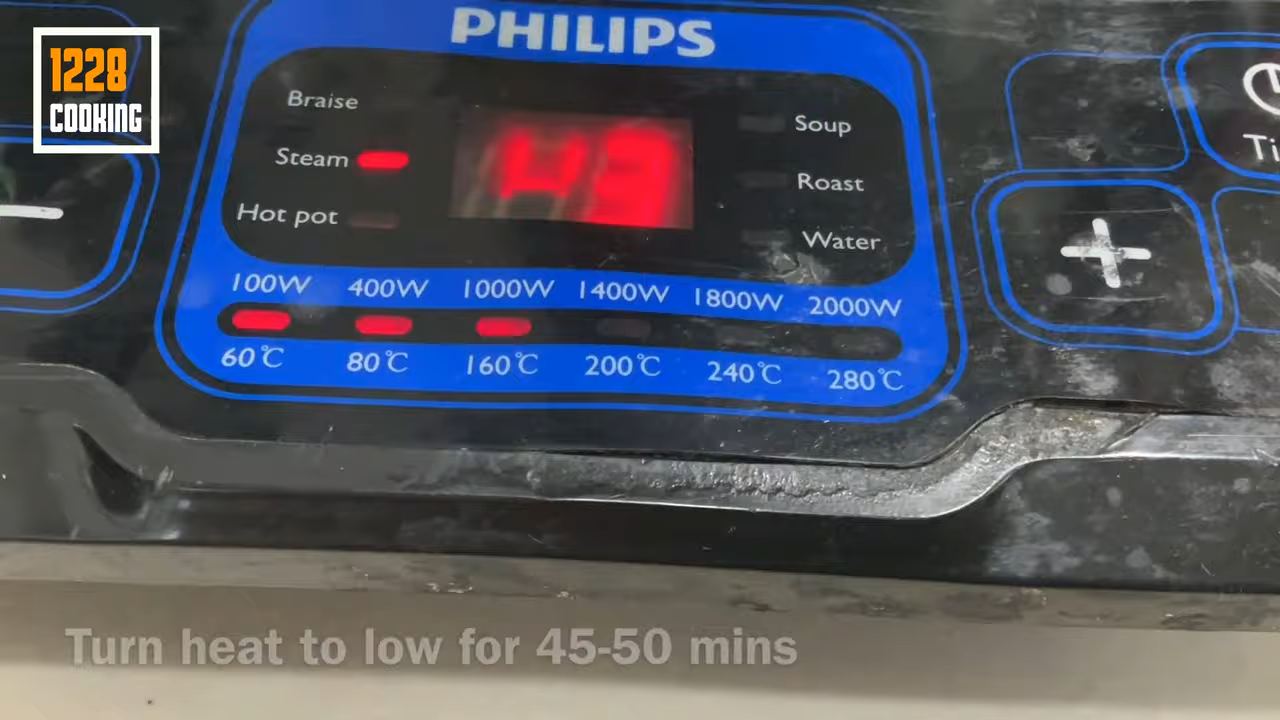 1228
COOKING
PHILIPS
Braise
Steam
Hot pot
Soup
Roast
Water
100W 400W 1000W 1400W 1800W 2000W
60℃ 80℃ 160℃ 200℃ 240℃ 280℃
Turn heat to low for 45-50 mins